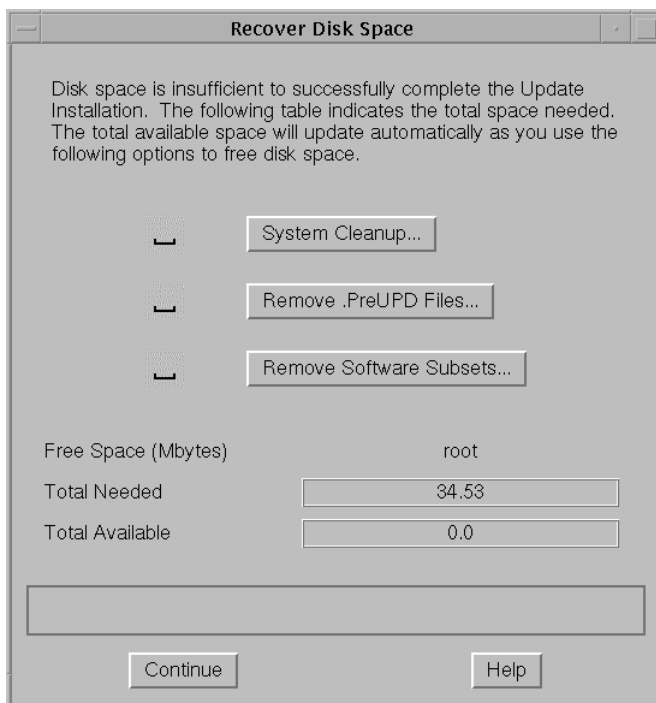 Recover Disk Space
Disk space is insufficient to successfully complete the Update
Installation. The following table indicates the total space needed.
The total available space will update automatically as you use the
following options to free disk space.
System Cleanup...
Remove .PreUPD Files...
Remove Software Subsets...
Free Space (Mbytes) root
Total Needed 34.53
Total Available 0.0
Continue Help